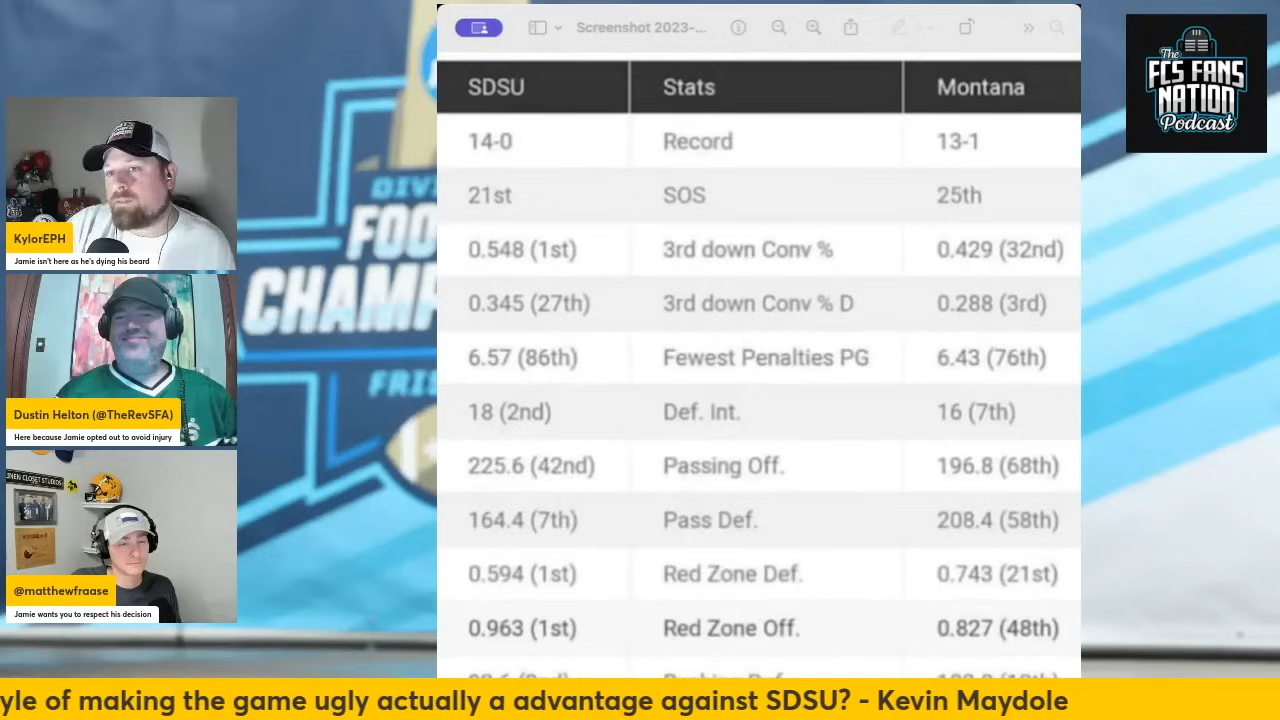 Screenshot 2023-...
The
FCS FANS
NATION
Podcast
SDSU Stats Montana
14-0 Record 13-1
21st SOS 25th
0.548 (1st) 3rd down Conv % 0.429 (32nd)
0.345 (27th) 3rd down Conv % D 0.288 (3rd)
6.57 (86th) Fewest Penalties PG 6.43 (76th)
18 (2nd) Def. Int. 16 (7th)
225.6 (42nd) Passing Off. 196.8 (68th)
164.4 (7th) Pass Def. 208.4 (58th)
0.594 (1st) Red Zone Def. 0.743 (21st)
0.963 (1st) Red Zone Off. 0.827 (48th)
DIV
FOO
CHAMP
FRIS
KylorEPH
Jamie isn't here as he's dying his beard
Dustin Helton (@TheRevSFA)
Here because Jamie opted out to avoid injury
LINEN CLOSET STUDIOS
@matthewfraase
Jamie wants you to respect his decision
yle of making the game ugly actually a advantage against SDSU? - Kevin Maydole